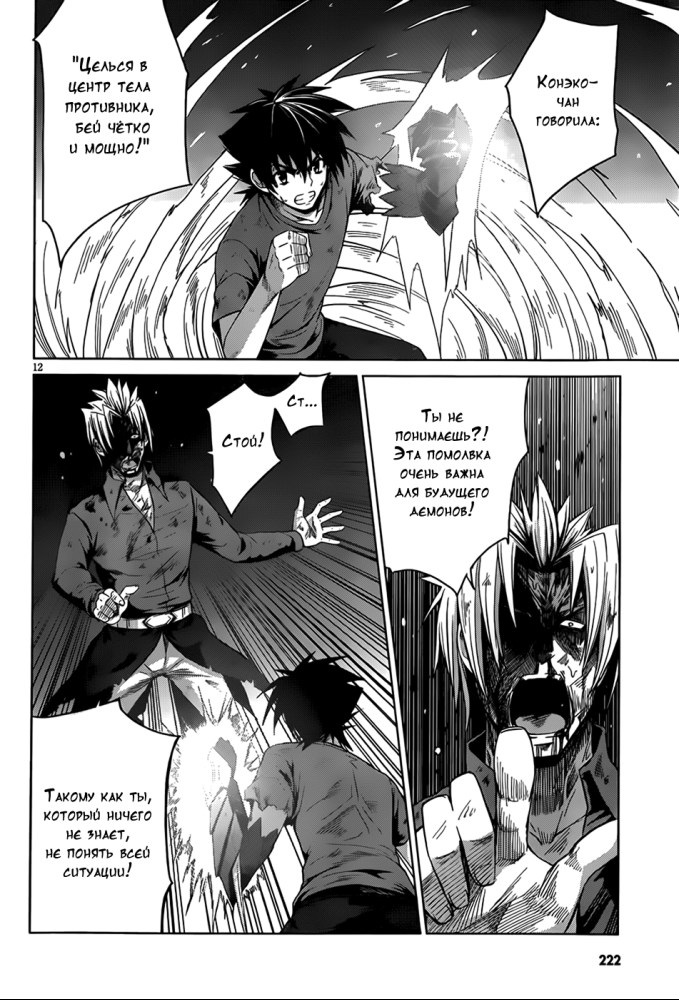 Конэко-
чан
говорила:
"Целься в
центр тела
противника,
бей чётко
и мощно!"
12
Ты не
понимаешь?!
Эта помолвка
очень важна
для будущего
демонов!
Ст...
Стой!
Такому как ты,
который ничего
не знает,
не понять всей
ситуации!
222